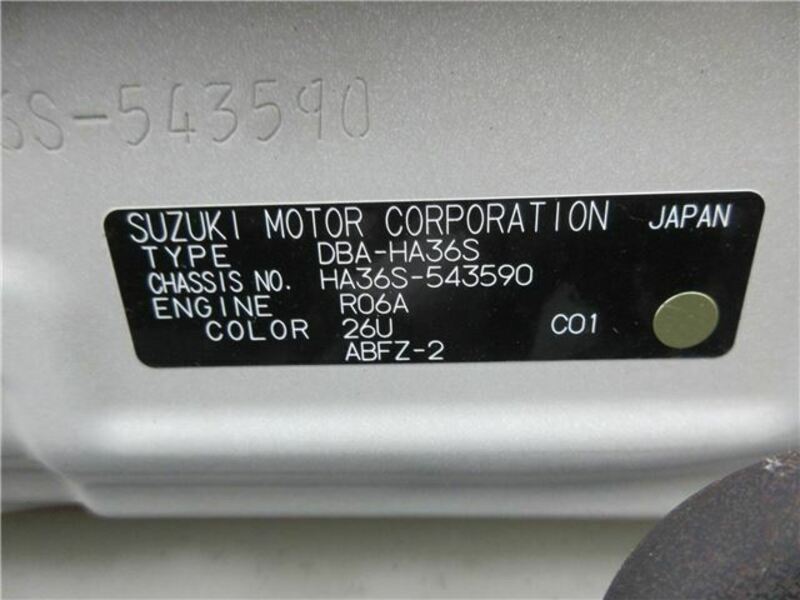 6S-543590
SUZUKI MOTOR CORPORATION JAPAN
TYPE DBA-HA36S
CHASSIS NO. HA36S-543590
ENGINE R06A
COLOR 26U C01
ABFZ-2